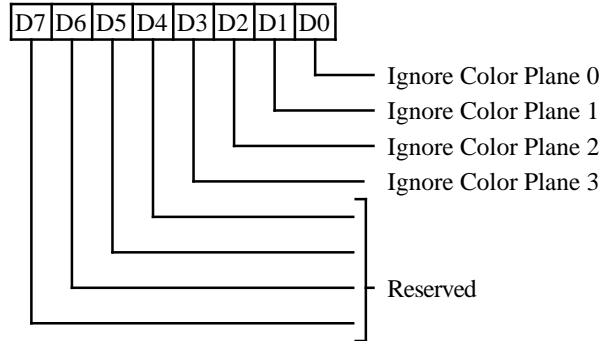 D7 D6 D5 D4 D3 D2 D1 D0
Ignore Color Plane 0
Ignore Color Plane 1
Ignore Color Plane 2
Ignore Color Plane 3
Reserved